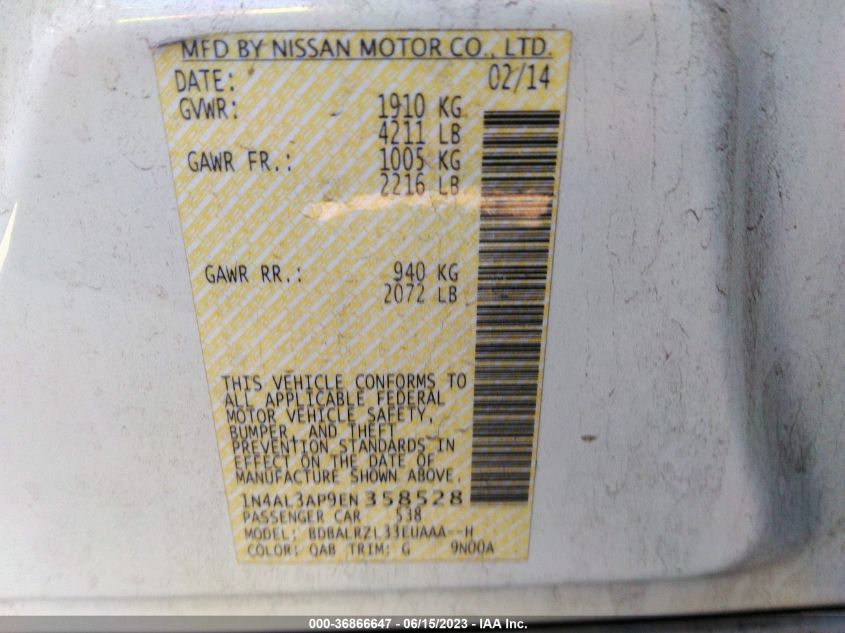 MFD BY NISSAN MOTOR CO., LTD.
DATE: 02/14
GVWR: 1910 KG
4211 LB
GAWR FR.: 1005 KG
2216 LB
GAWR RR.: 940 KG
2072 LB
THIS VEHICLE CONFORMS TO
ALL APPLICABLE FEDERAL
MOTOR VEHICLE SAFETY,
BUMPER, AND THEFT
PREVENTION STANDARDS IN
EFFECT ON THE DATE OF
MANUFACTURE SHOWN ABOVE.
1N4AL3AP9EN358528
PASSENGER CAR 538
MODEL: BDBALRZL33EUAAA--H
COLOR: QAB TRIM: G 9N00A
000-36866647 - 06/15/2023 - IAA Inc.